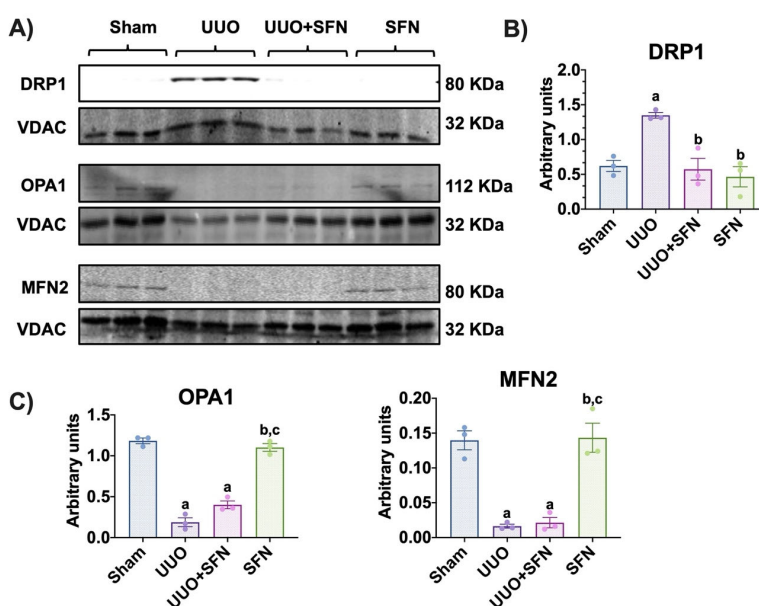 A)
Sham UUO UUO+SFN SFN
DRP1 80 KDa
VDAC 32 KDa
OPA1 112 KDa
VDAC 32 KDa
MFN2 80 KDa
VDAC 32 KDa
B)
DRP1
Arbitrary units
2.0
1.5
1.0
0.5
0.0
a
b
b
Sham
UUO
UUO+SFN
SFN
C)
OPA1
Arbitrary units
1.5
1.0
0.5
0.0
a
a
b,c
Sham
UUO
UUO+SFN
SFN
MFN2
Arbitrary units
0.20
0.15
0.10
0.05
0.00
a
a
b,c
Sham
UUO
UUO+SFN
SFN